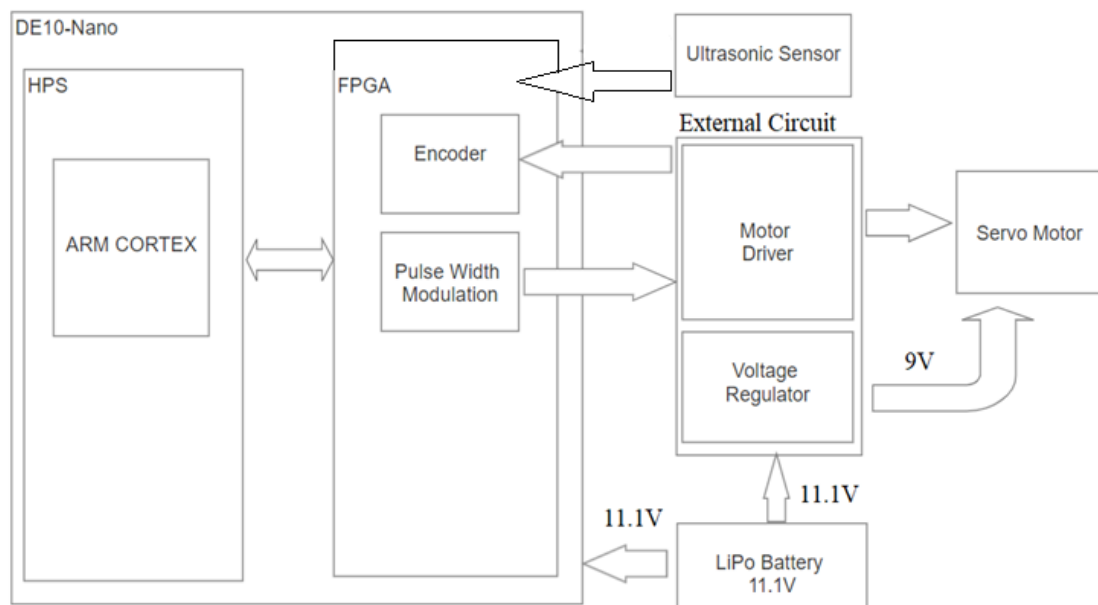 DE10-Nano
HPS
ARM CORTEX
FPGA
Encoder
Pulse Width
Modulation
Ultrasonic Sensor
External Circuit
Motor
Driver
Voltage
Regulator
Servo Motor
9V
11.1V
11.1V
LiPo Battery
11.1V